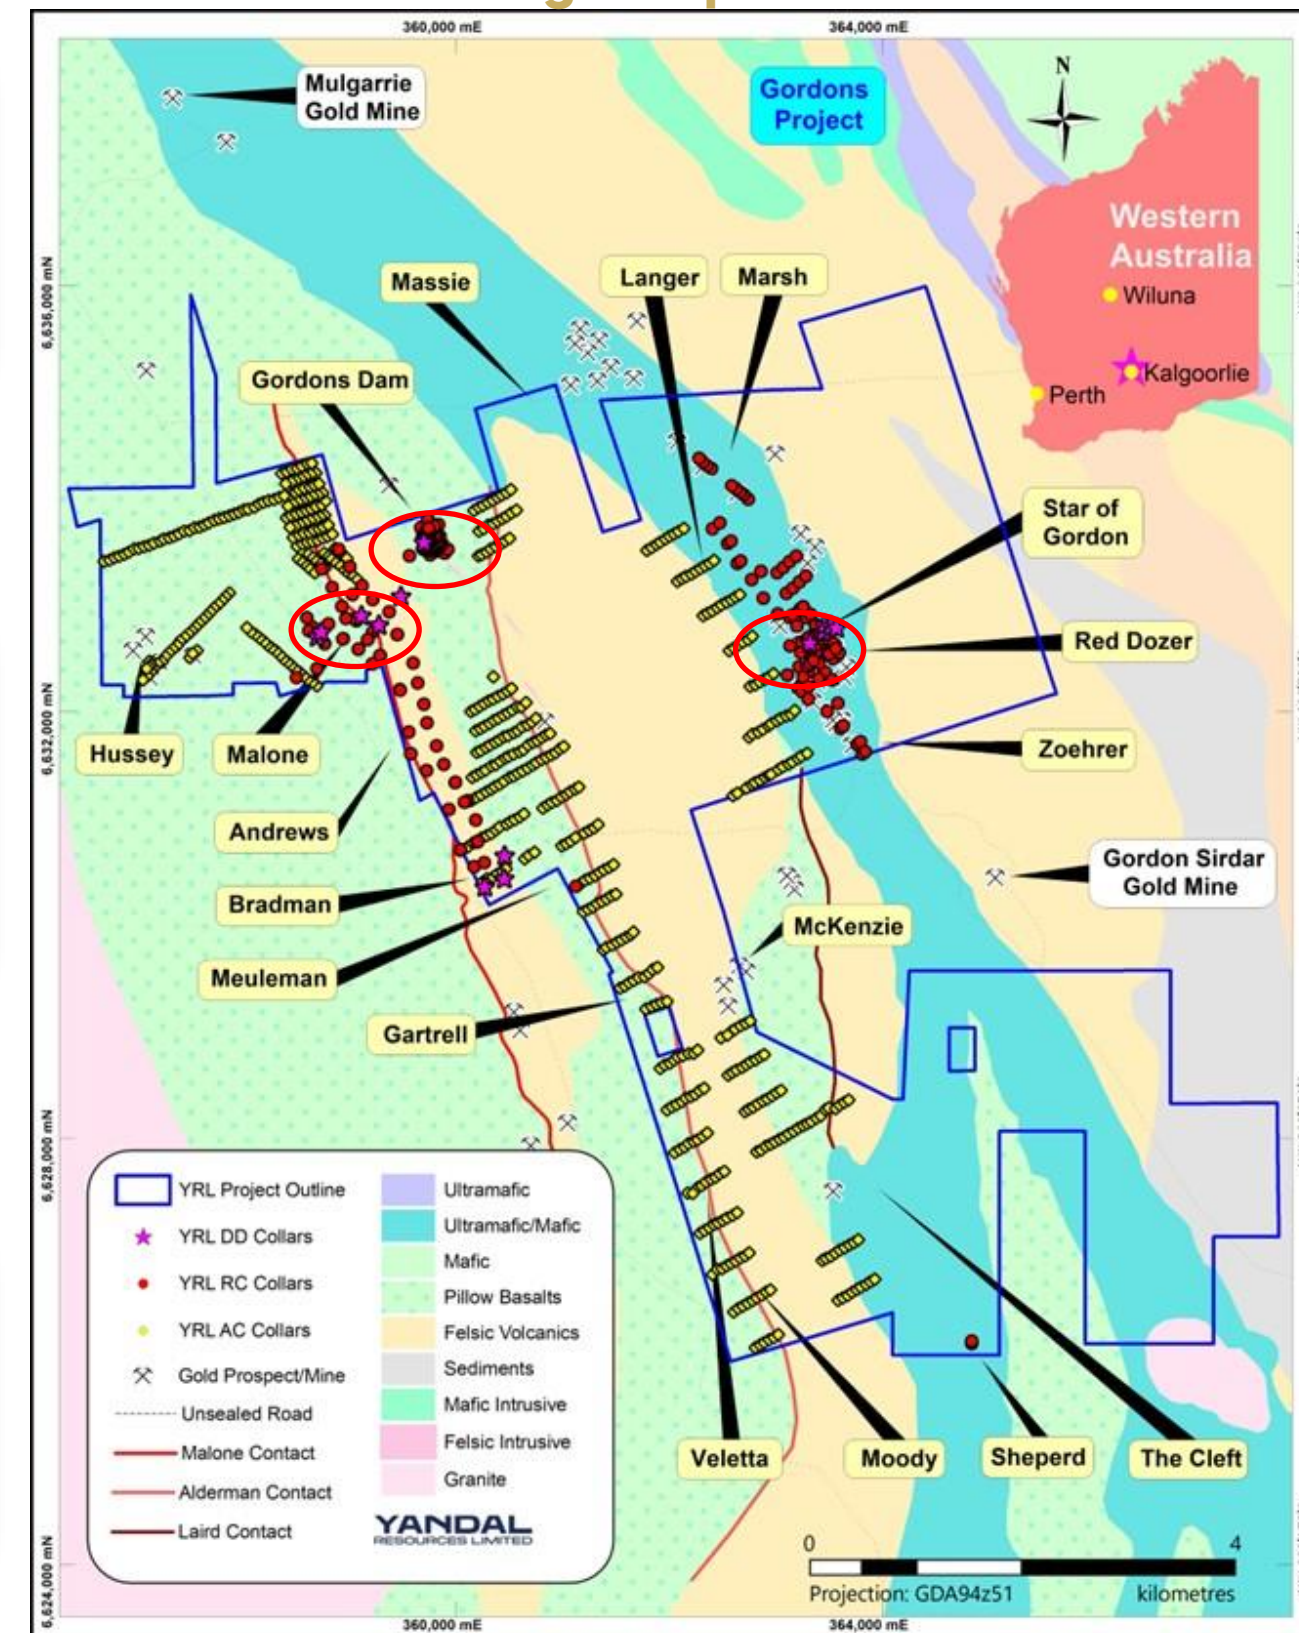 360,000 mE
364,000 mE
Mulgarrie
Gold Mine
Gordons
Project
N
Western
Australia
Wiluna
Kalgoorlie
Perth
6,636,000 mN
Massie
Langer
Marsh
Gordons Dam
Star of
Gordon
Red Dozer
6,632,000 mN
Hussey
Malone
Zoehrer
Andrews
Gordon Sirdar
Gold Mine
Bradman
McKenzie
Meuleman
Gartrell
6,628,000 mN
YRL Project Outline
YRL DD Collars
YRL RC Collars
YRL AC Collars
Gold Prospect/Mine
Unsealed Road
Malone Contact
Alderman Contact
Laird Contact
Ultramafic
Ultramafic/Mafic
Mafic
Pillow Basalts
Felsic Volcanics
Sediments
Mafic Intrusive
Felsic Intrusive
Granite
YANDAL
RESOURCES LIMITED
Veletta
Moody
Sheperd
The Cleft
0
4
Projection: GDA94z51
kilometres
6,624,000 mN
360,000 mE
364,000 mE